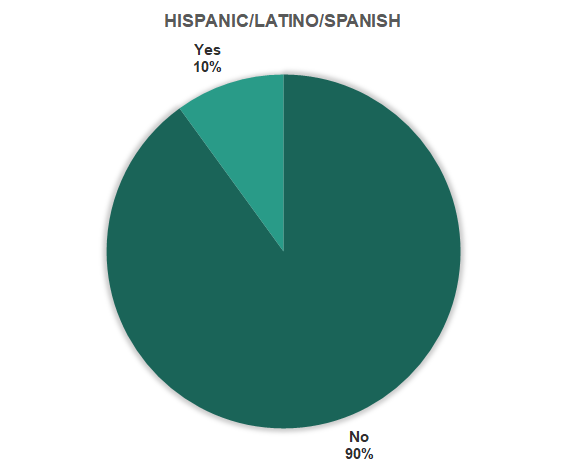 HISPANIC/LATINO/SPANISH
Yes
10%
No
90%